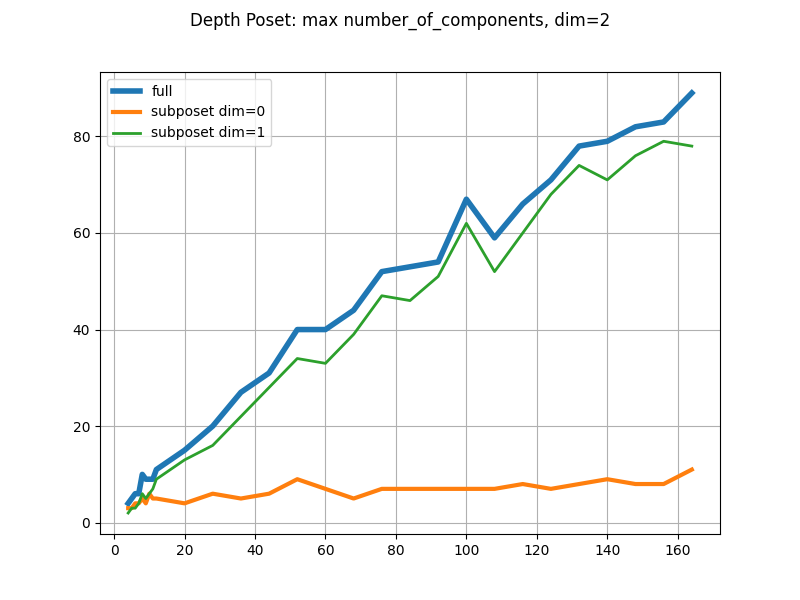 Depth Poset: max number_of_components, dim=2
full
subposet dim=0
subposet dim=1
80
60
40
20
0
0 20 40 60 80 100 120 140 160